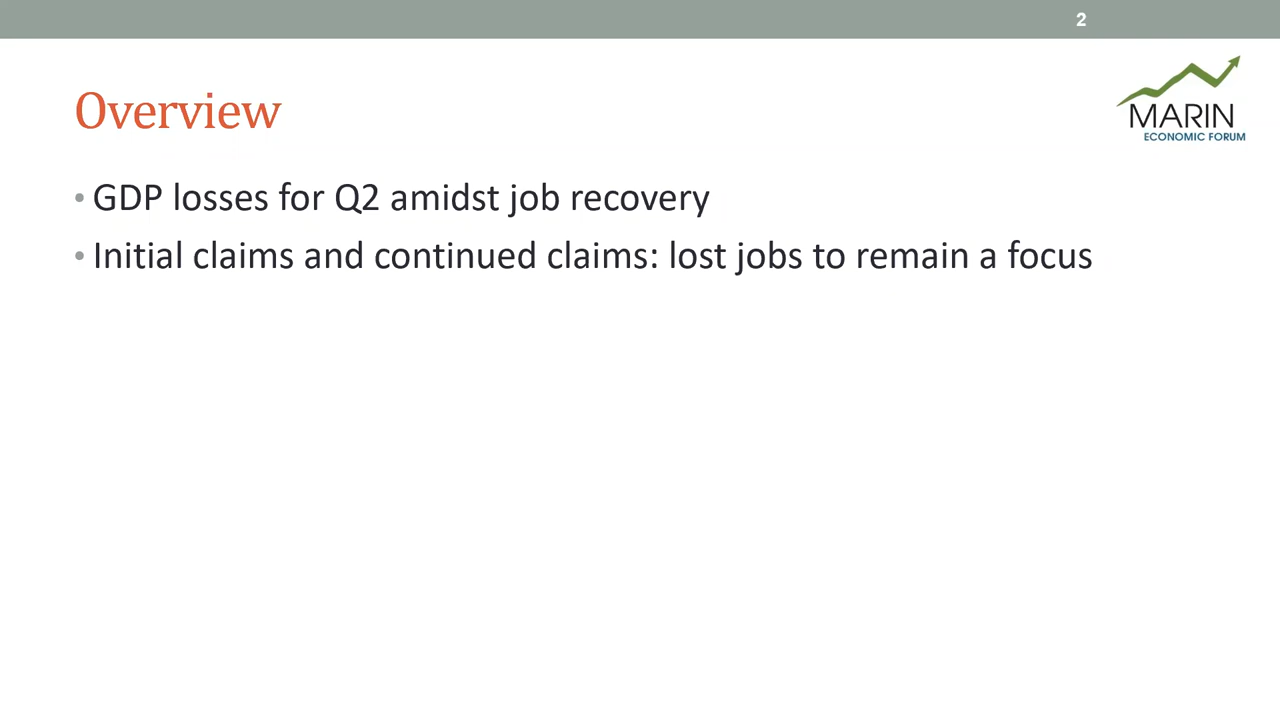 2
MARIN
ECONOMIC FORUM
Overview
• GDP losses for Q2 amidst job recovery
• Initial claims and continued claims: lost jobs to remain a focus